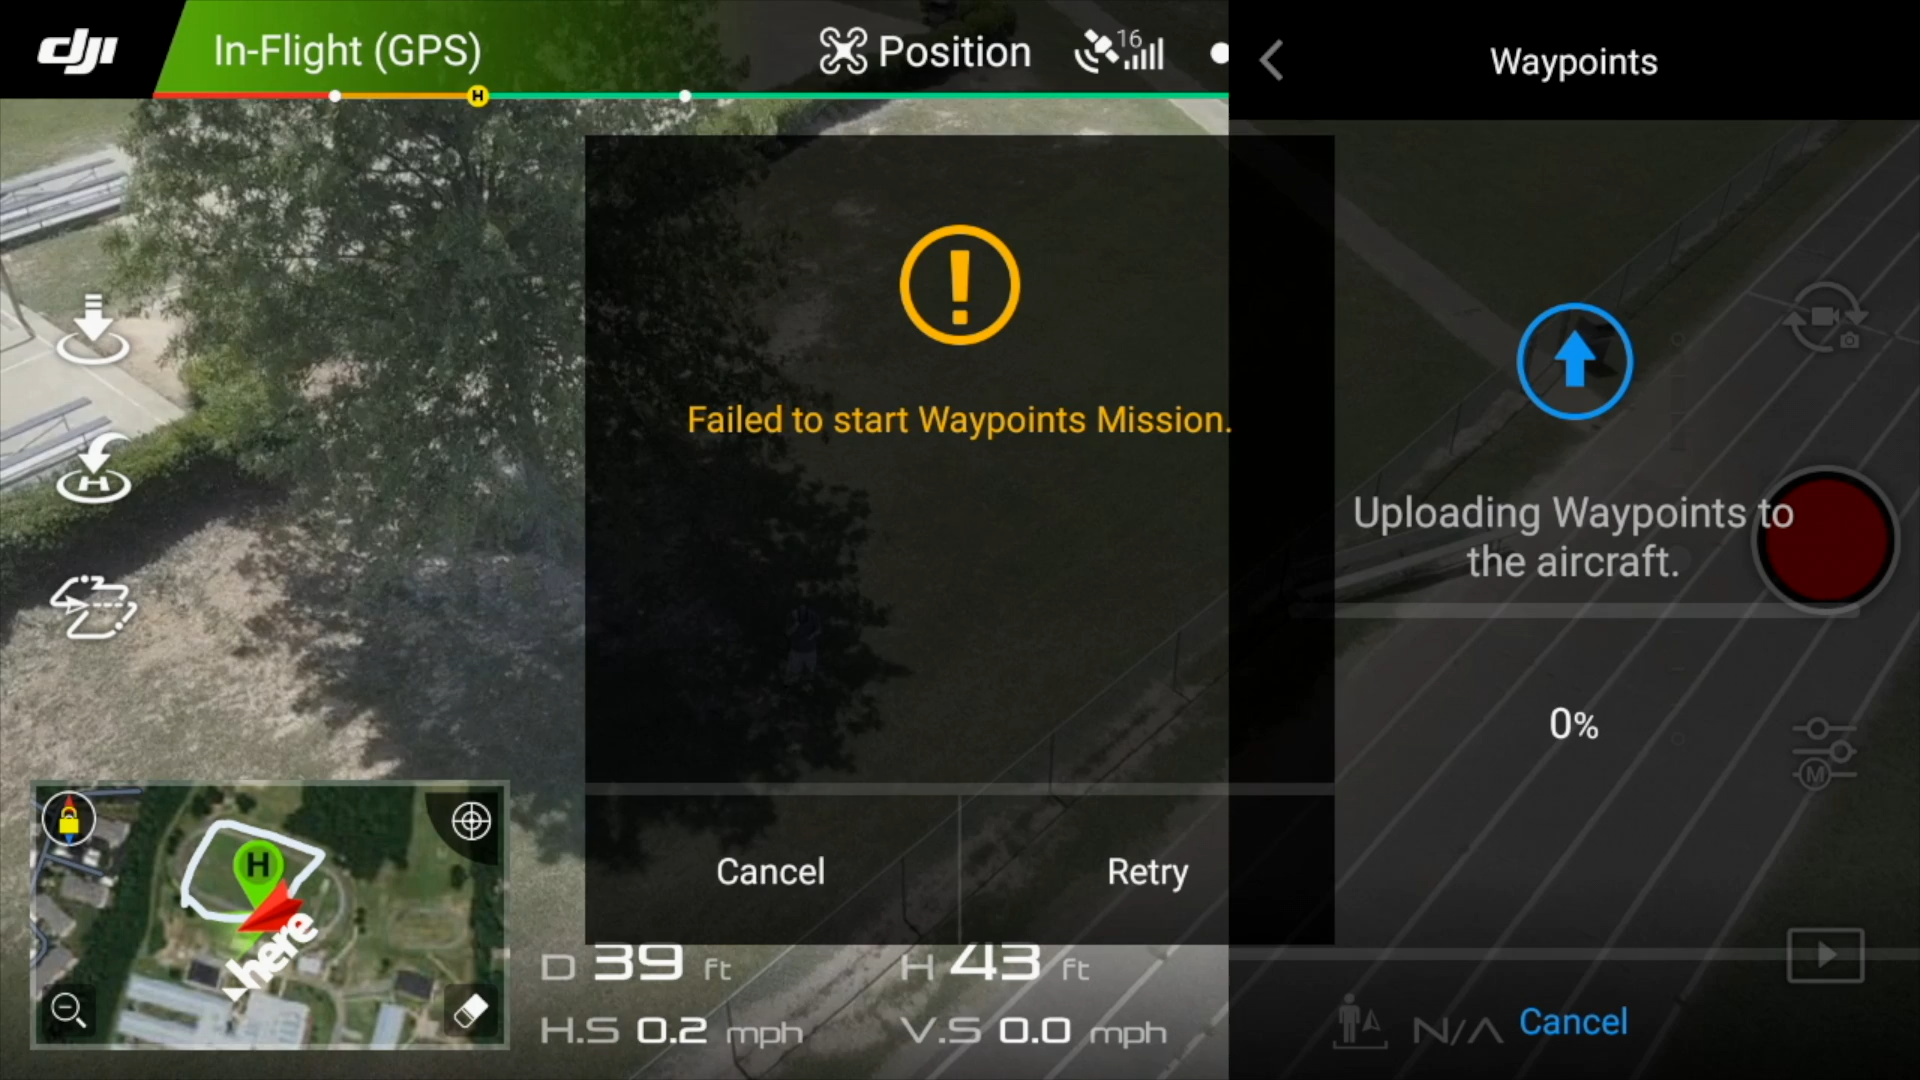 dji
In-Flight (GPS)
Position
16
Waypoints
H
Failed to start Waypoints Mission.
Uploading Waypoints to
the aircraft.
0%
H
M
H
here
Cancel
Retry
D 39 ft
H 43 ft
H.S 0.2 mph
V.S 0.0 mph
N/A
Cancel